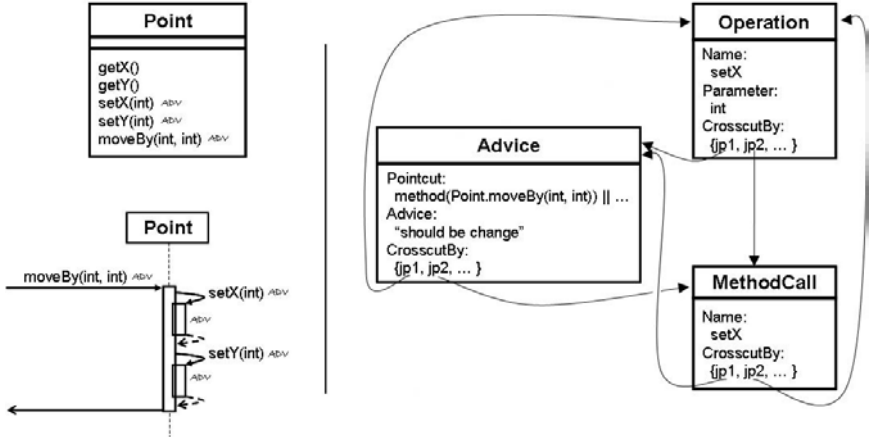 Point
getX()
getY()
setX(int) ADV
setY(int) ADV
moveBy(int, int) ADV
Point
moveBy(int, int) ADV
setX(int) ADV
ADV
setY(int) ADV
ADV
Operation
Name:
setX
Parameter:
int
CrosscutBy:
{jp1, jp2, ... }
Advice
Pointcut:
method(Point.moveBy(int, int)) || ...
Advice:
“should be change”
CrosscutBy:
{jp1, jp2, ... }
MethodCall
Name:
setX
CrosscutBy:
{jp1, jp2, ... }